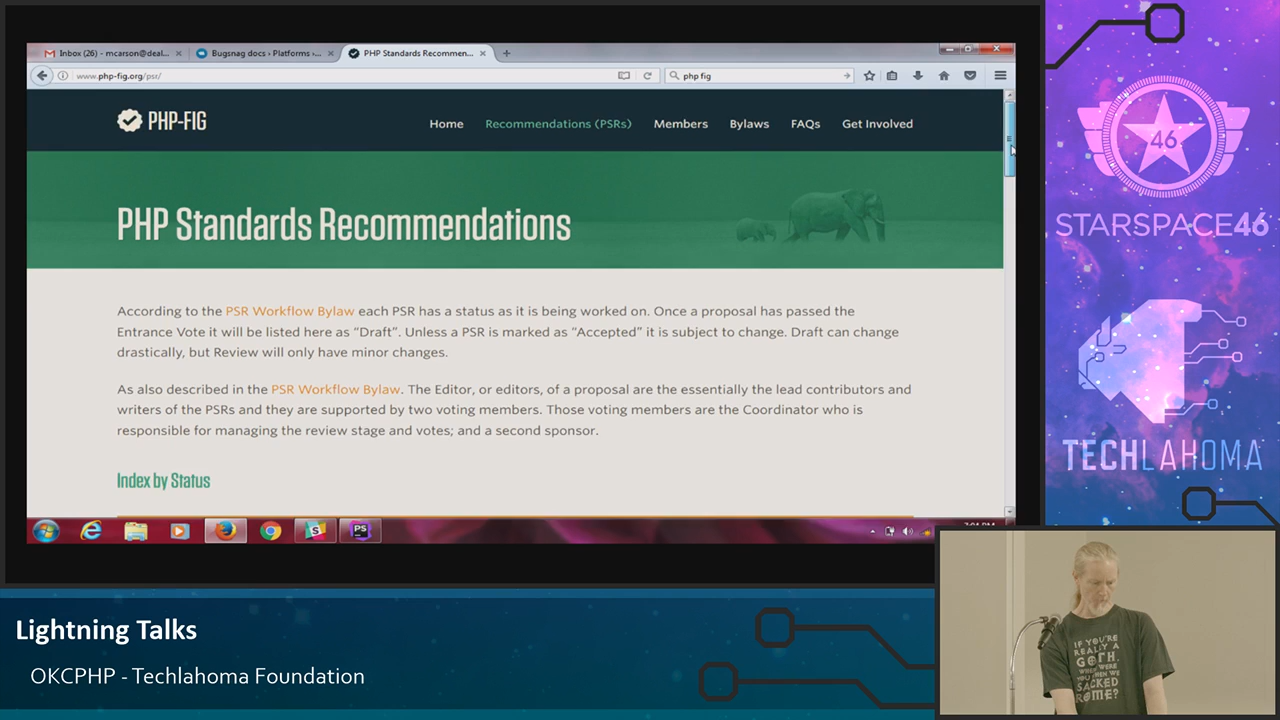 Inbox (26) - mcarson@deal...
Bugsnag docs › Platforms ›...
PHP Standards Recommen...
www.php-fig.org/psr/
php fig
PHP-FIG
Home
Recommendations (PSRs)
Members
Bylaws
FAQs
Get Involved
PHP Standards Recommendations
According to the PSR Workflow Bylaw each PSR has a status as it is being worked on. Once a proposal has passed the
Entrance Vote it will be listed here as "Draft". Unless a PSR is marked as "Accepted" it is subject to change. Draft can change
drastically, but Review will only have minor changes.
As also described in the PSR Workflow Bylaw. The Editor, or editors, of a proposal are the essentially the lead contributors and
writers of the PSRs and they are supported by two voting members. Those voting members are the Coordinator who is
responsible for managing the review stage and votes; and a second sponsor.
Index by Status
PS
46
STARSPACE46
TECHLAHOMA
Lightning Talks
OKCPHP - Techlahoma Foundation
IF YOU'RE
REALLY A
GOTH,
WHERE WERE
YOU WHEN WE
SACKED
ROME?